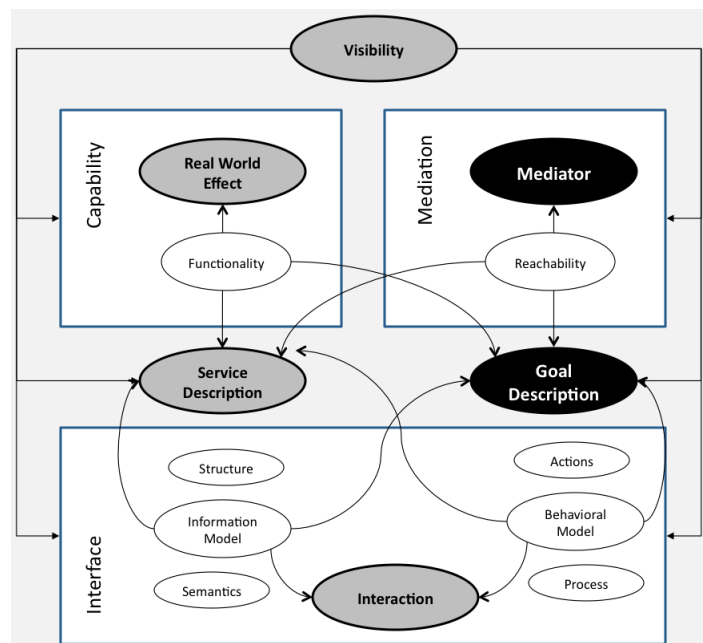 Visibility
Capability
Real World
Effect
Functionality
Mediation
Mediator
Reachability
Service
Description
Goal
Description
Interface
Structure
Information
Model
Semantics
Interaction
Actions
Behavioral
Model
Process